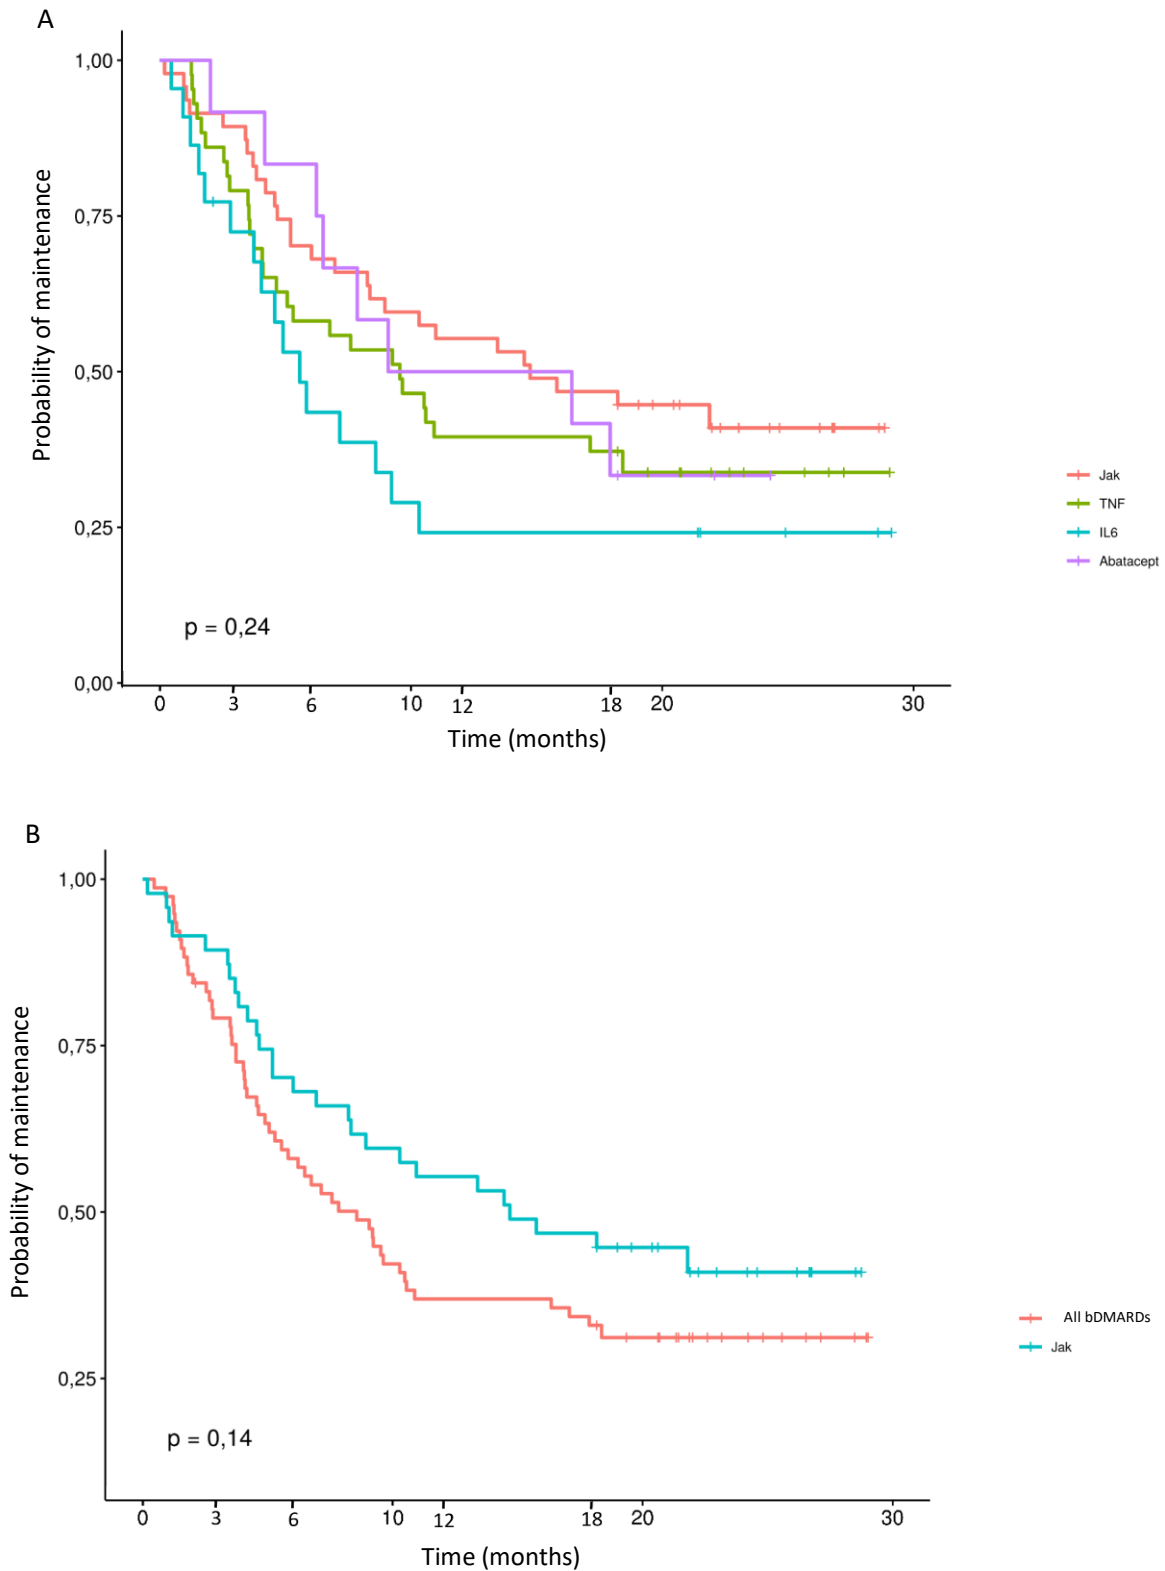 A
Probability of maintenance
1,00
0,75
0,50
0,25
0,00
p = 0,24
Jak
TNF
IL6
Abatacept
0 3 6 10 12 18 20 30
Time (months)
B
Probability of maintenance
1,00
0,75
0,50
0,25
p = 0,14
All bDMARDs
Jak
0 3 6 10 12 18 20 30
Time (months)